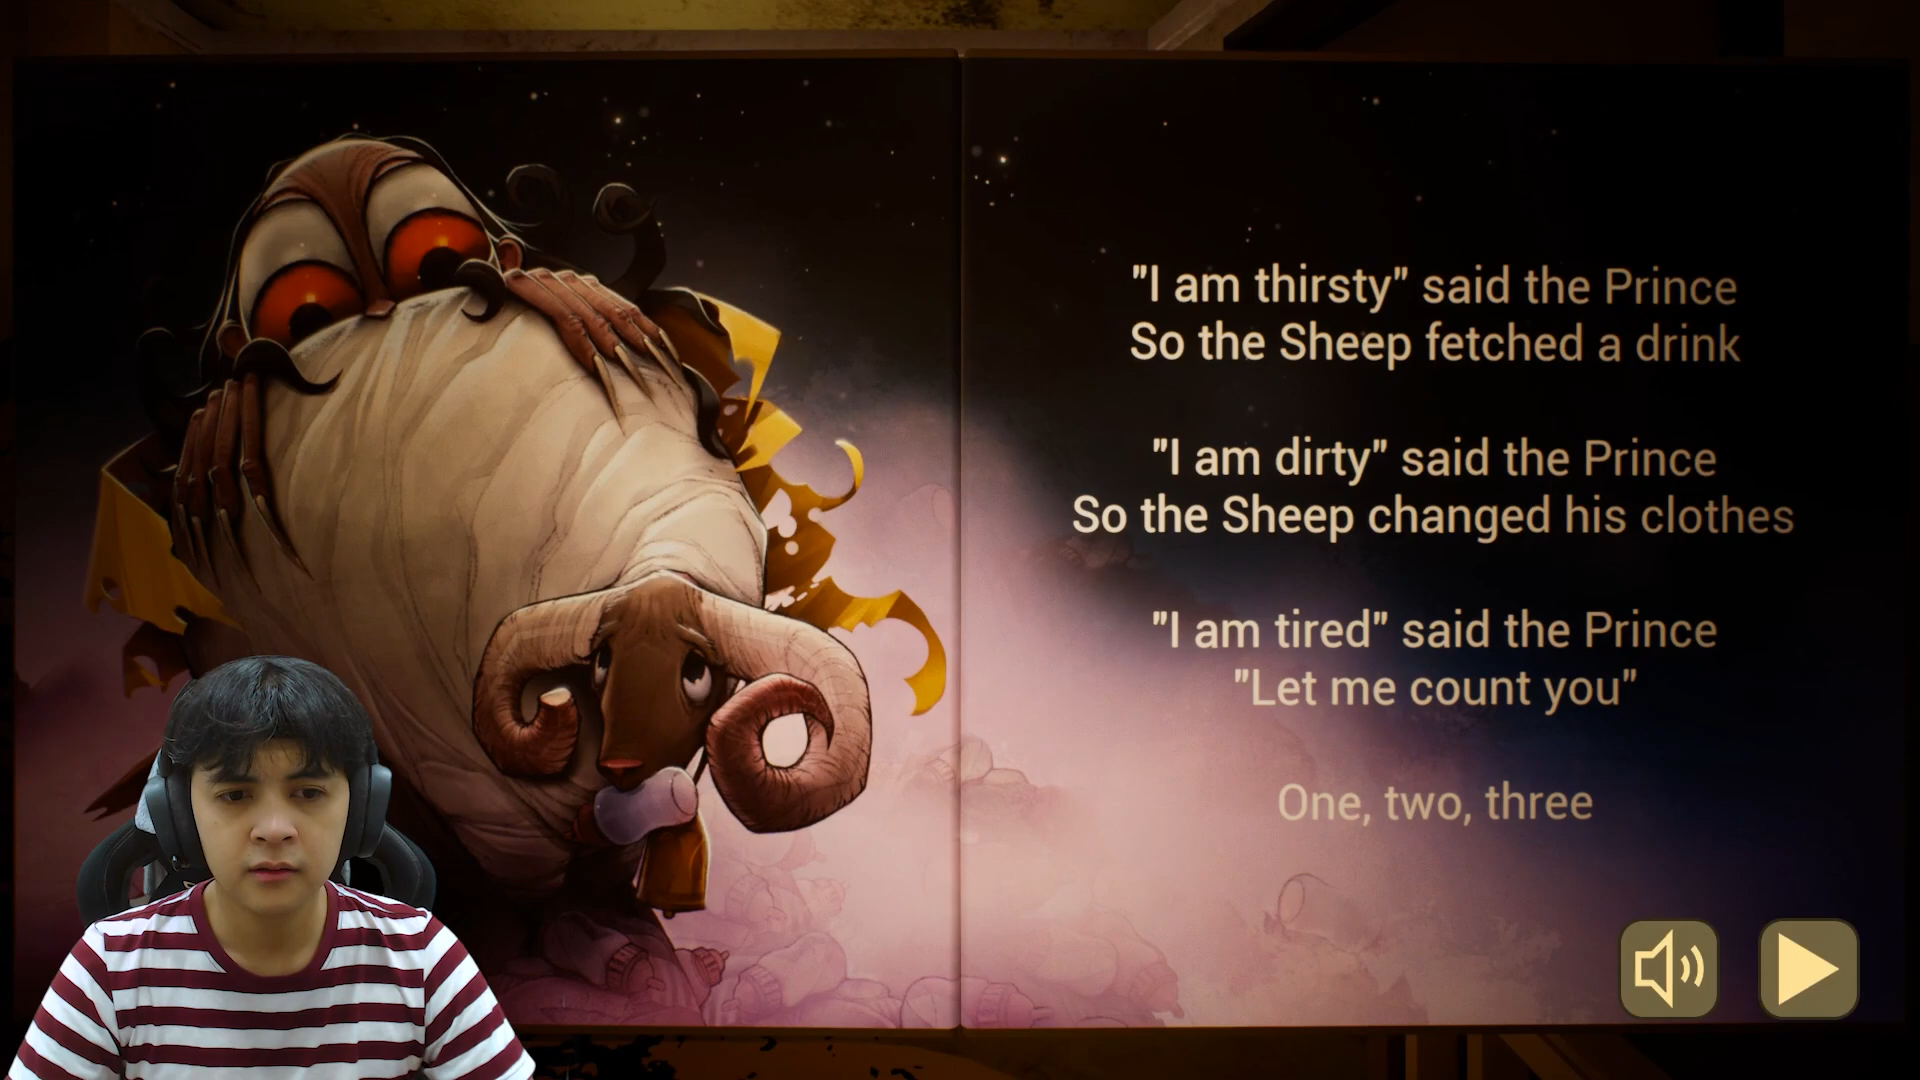 "I am thirsty" said the Prince
So the Sheep fetched a drink
"I am dirty" said the Prince
So the Sheep changed his clothes
"I am tired" said the Prince
"Let me count you"
One, two, three